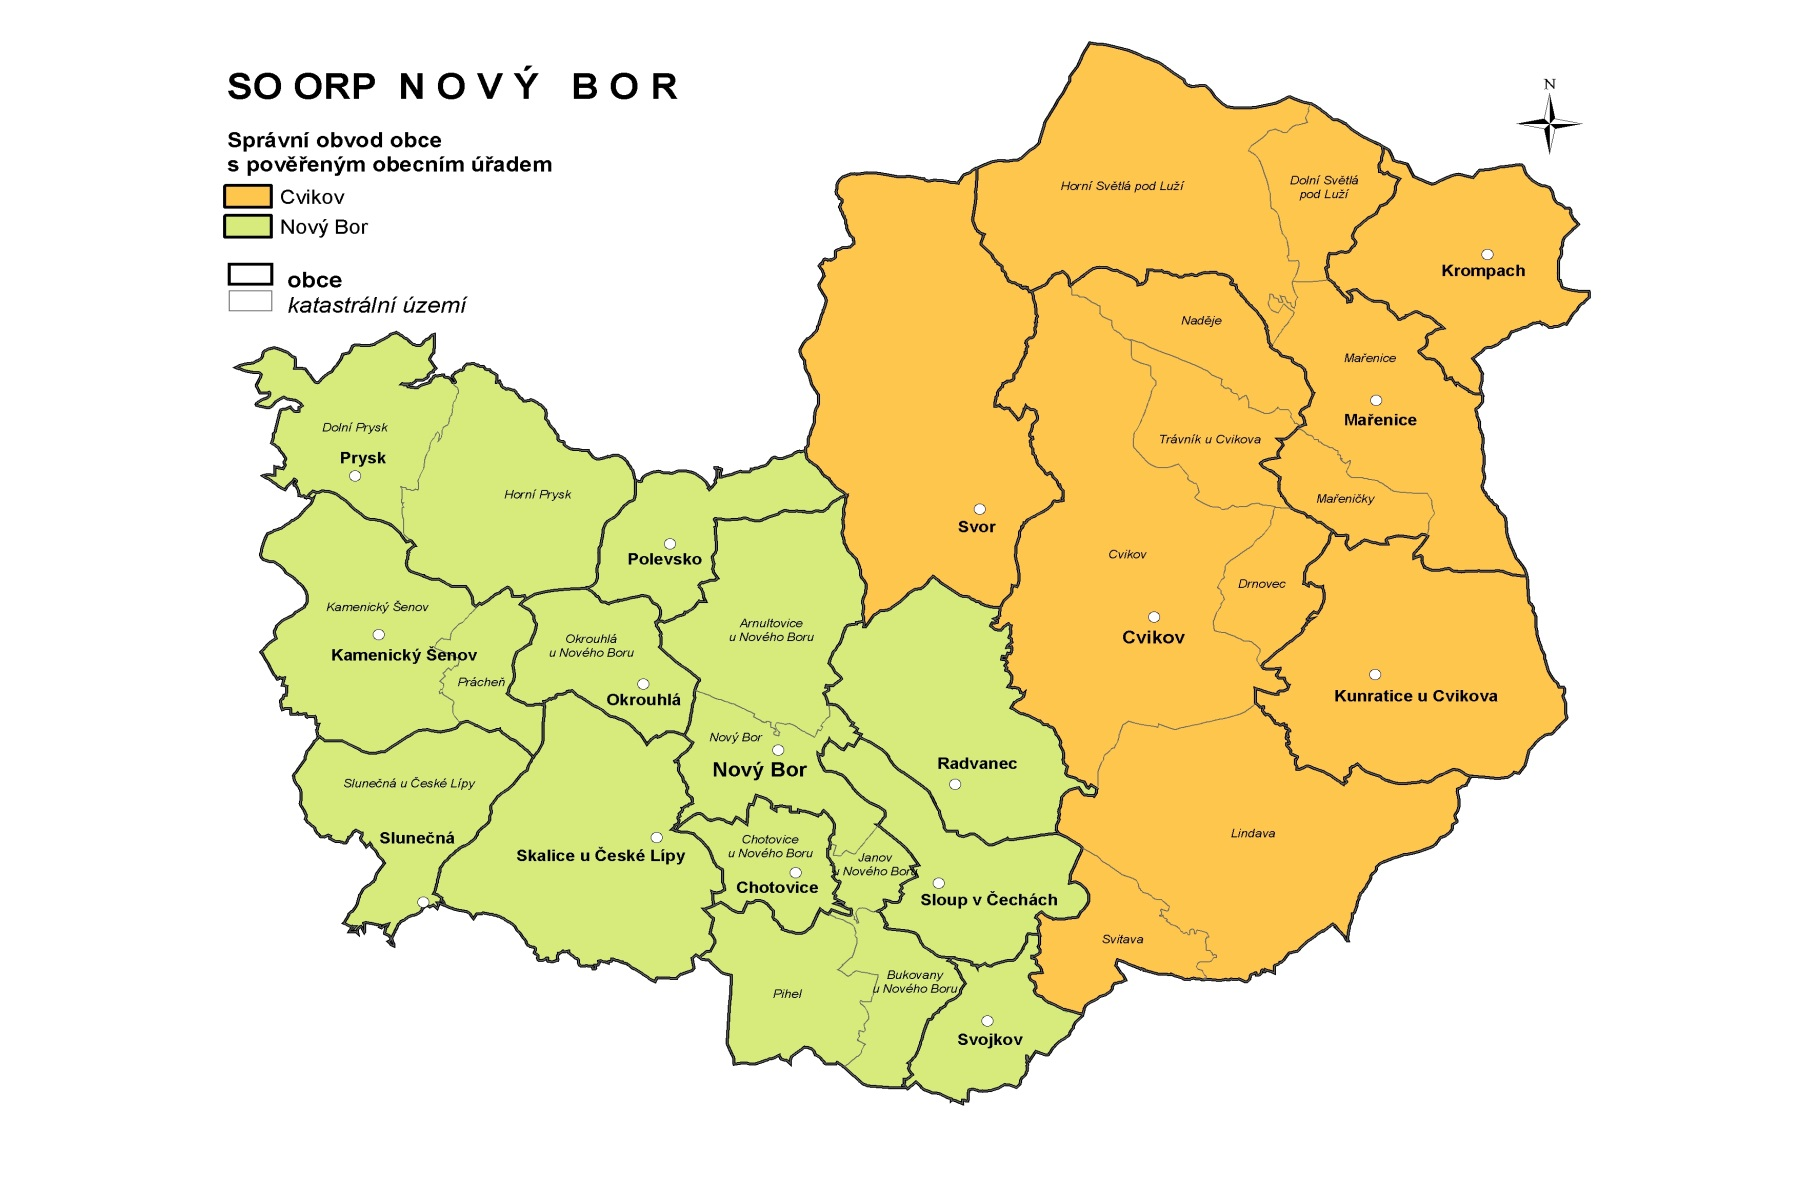 SO ORP NOVÝ BOR
Správní obvod obce
s pověřeným obecním úřadem
Cvikov
Nový Bor
obce
katastrální území
N
Horní Světlá pod Luží
Dolní Světlá
pod Luží
Krompach
Naděje
Mařenice
Mařenice
Trávník u Cvikova
Mařeničky
Svor
Cvikov
Drnovec
Cvikov
Kunratice u Cvikova
Lindava
Svitava
Dolní Prysk
Prysk
Horní Prysk
Polevsko
Kamenický Šenov
Kamenický Šenov
Prácheň
Okrouhlá
u Nového Boru
Okrouhlá
Arnultovice
u Nového Boru
Nový Bor
Nový Bor
Radvanec
Slunečná u České Lípy
Slunečná
Skalice u České Lípy
Chotovice
u Nového Boru
Chotovice
Janov
u Nového Boru
Sloup v Čechách
Pihel
Bukovany
u Nového Boru
Svojkov